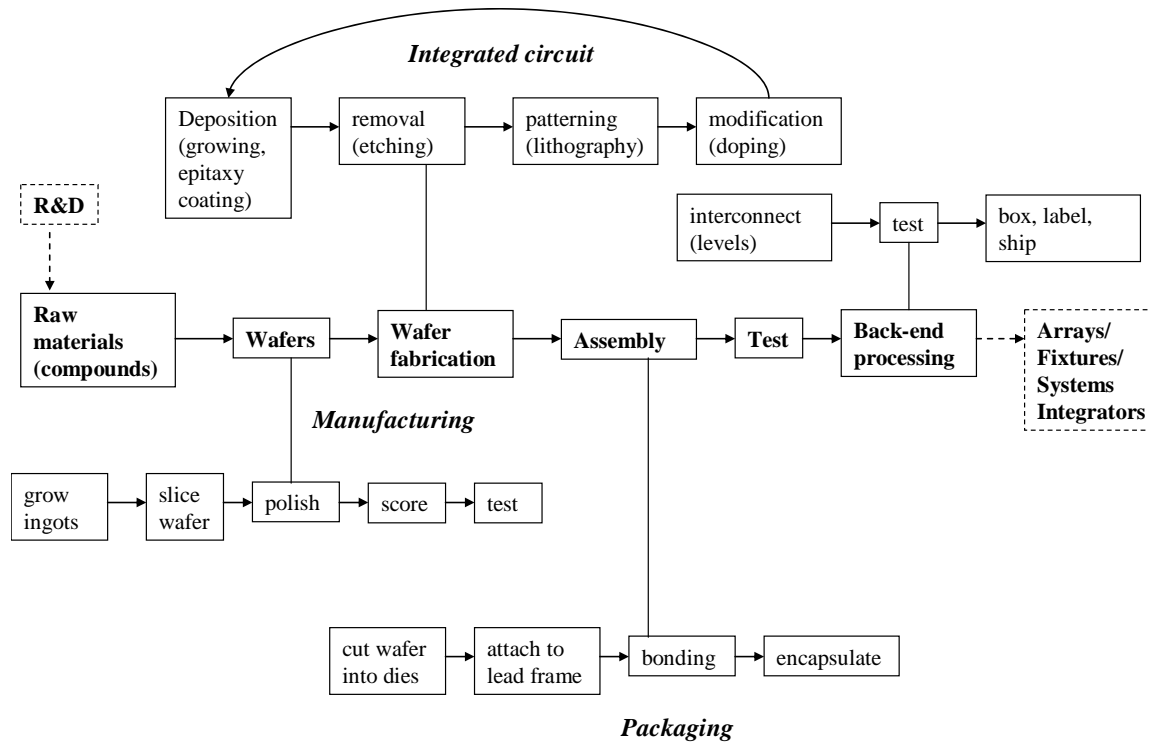 Integrated circuit
Deposition
(growing,
epitaxy
coating)
removal
(etching)
patterning
(lithography)
modification
(doping)
R&D
interconnect
(levels)
test
box, label,
ship
Raw
materials
(compounds)
Wafers
Wafer
fabrication
Assembly
Test
Back-end
processing
Arrays/
Fixtures/
Systems
Integrators
Manufacturing
grow
ingots
slice
wafer
polish
score
test
cut wafer
into dies
attach to
lead frame
bonding
encapsulate
Packaging